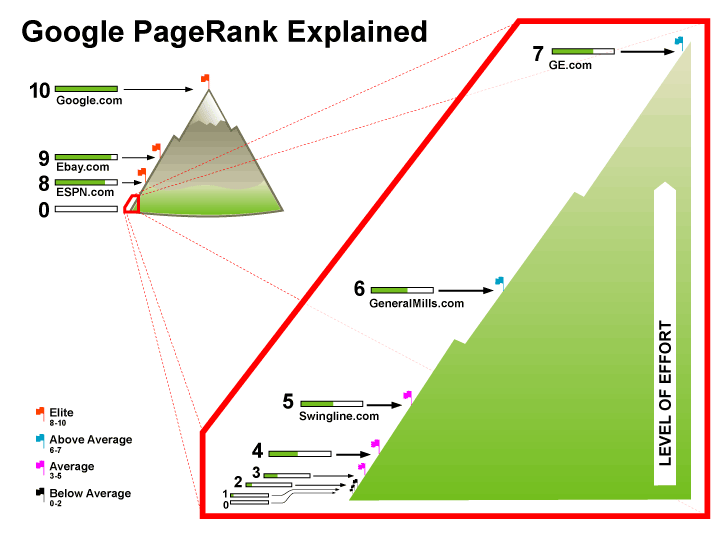 Google PageRank Explained
10
Google.com
9
Ebay.com
8
ESPN.com
0
7
GE.com
6
GeneralMills.com
5
Swingline.com
4
3
2
1
0
LEVEL OF EFFORT
Elite
8-10
Above Average
6-7
Average
3-5
Below Average
0-2